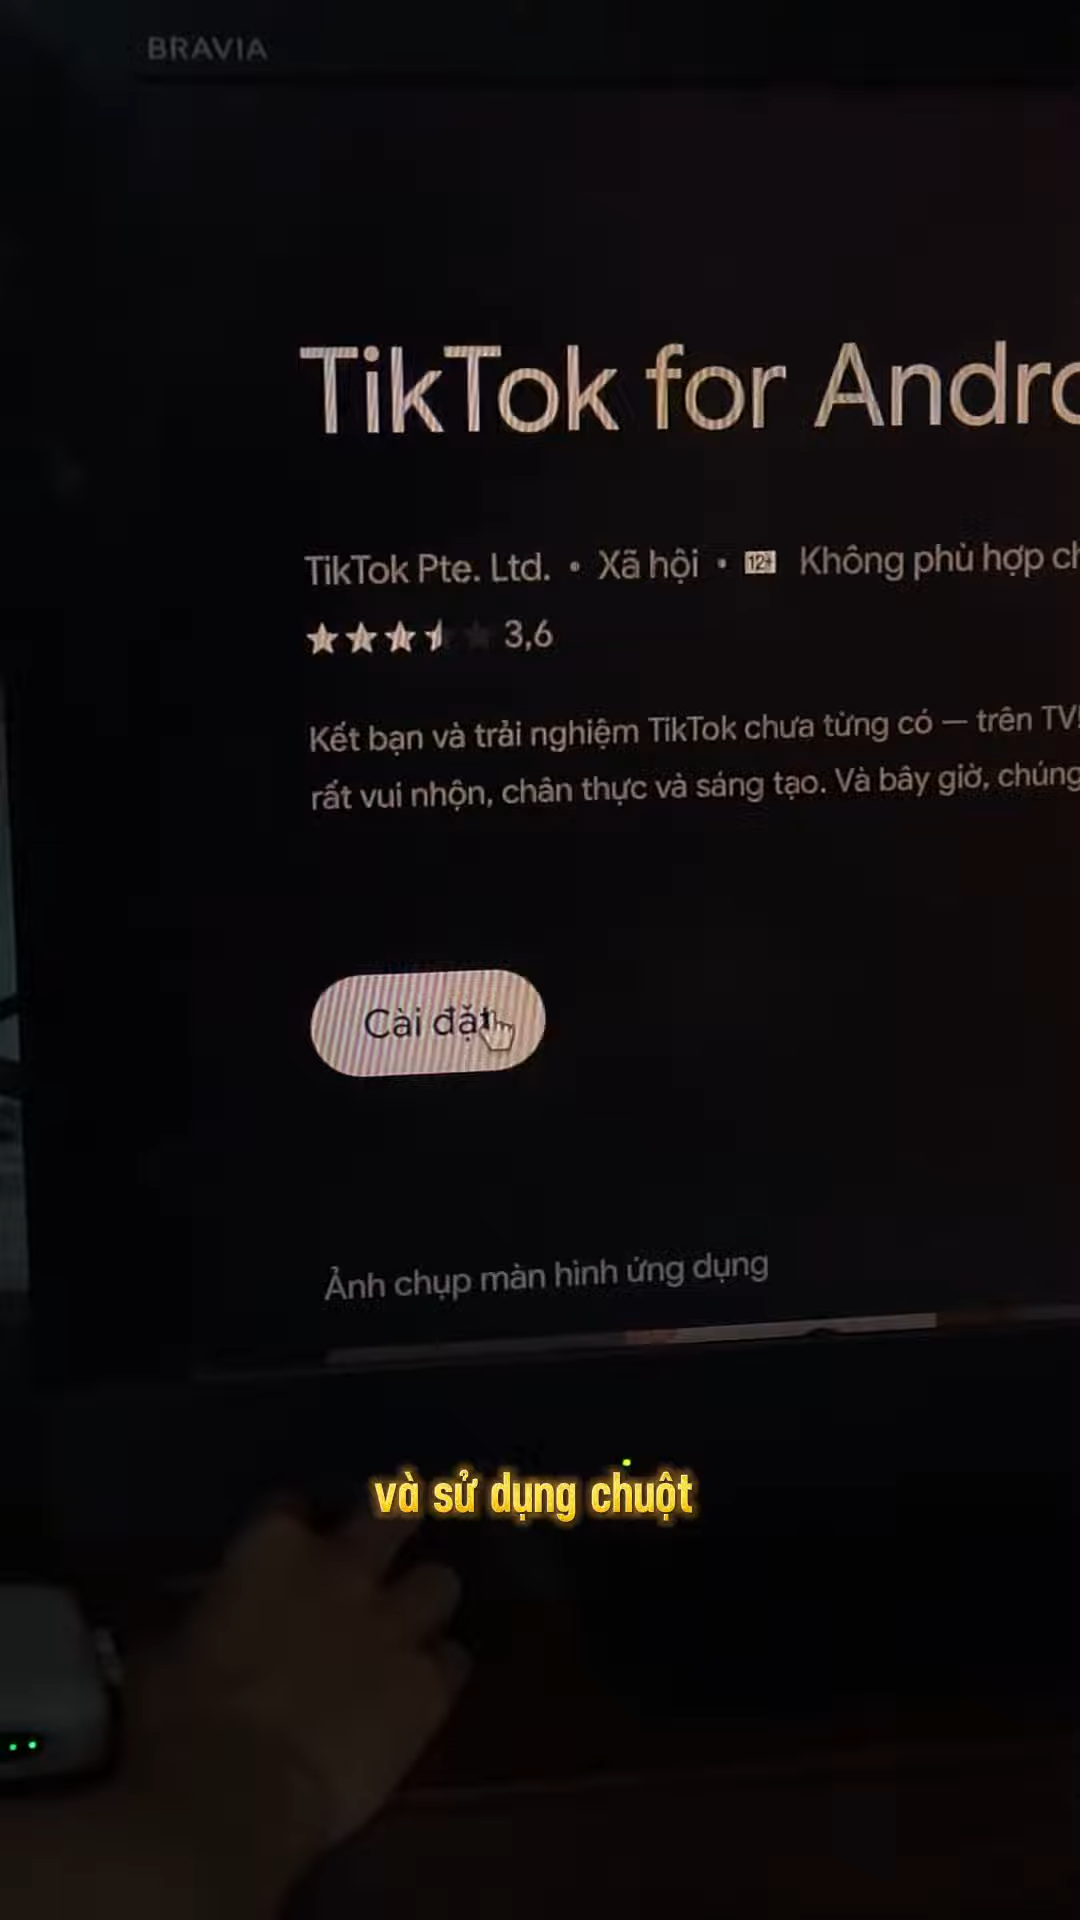 BRAVIA
TikTok for Andro
TikTok Pte. Ltd. • Xã hội • 12+ Không phù hợp ch
3,6
Kết bạn và trải nghiệm TikTok chưa từng có — trên TV!
rất vui nhộn, chân thực và sáng tạo. Và bây giờ, chúng
Cài đặt
Ảnh chụp màn hình ứng dụng
và sử dụng chuột